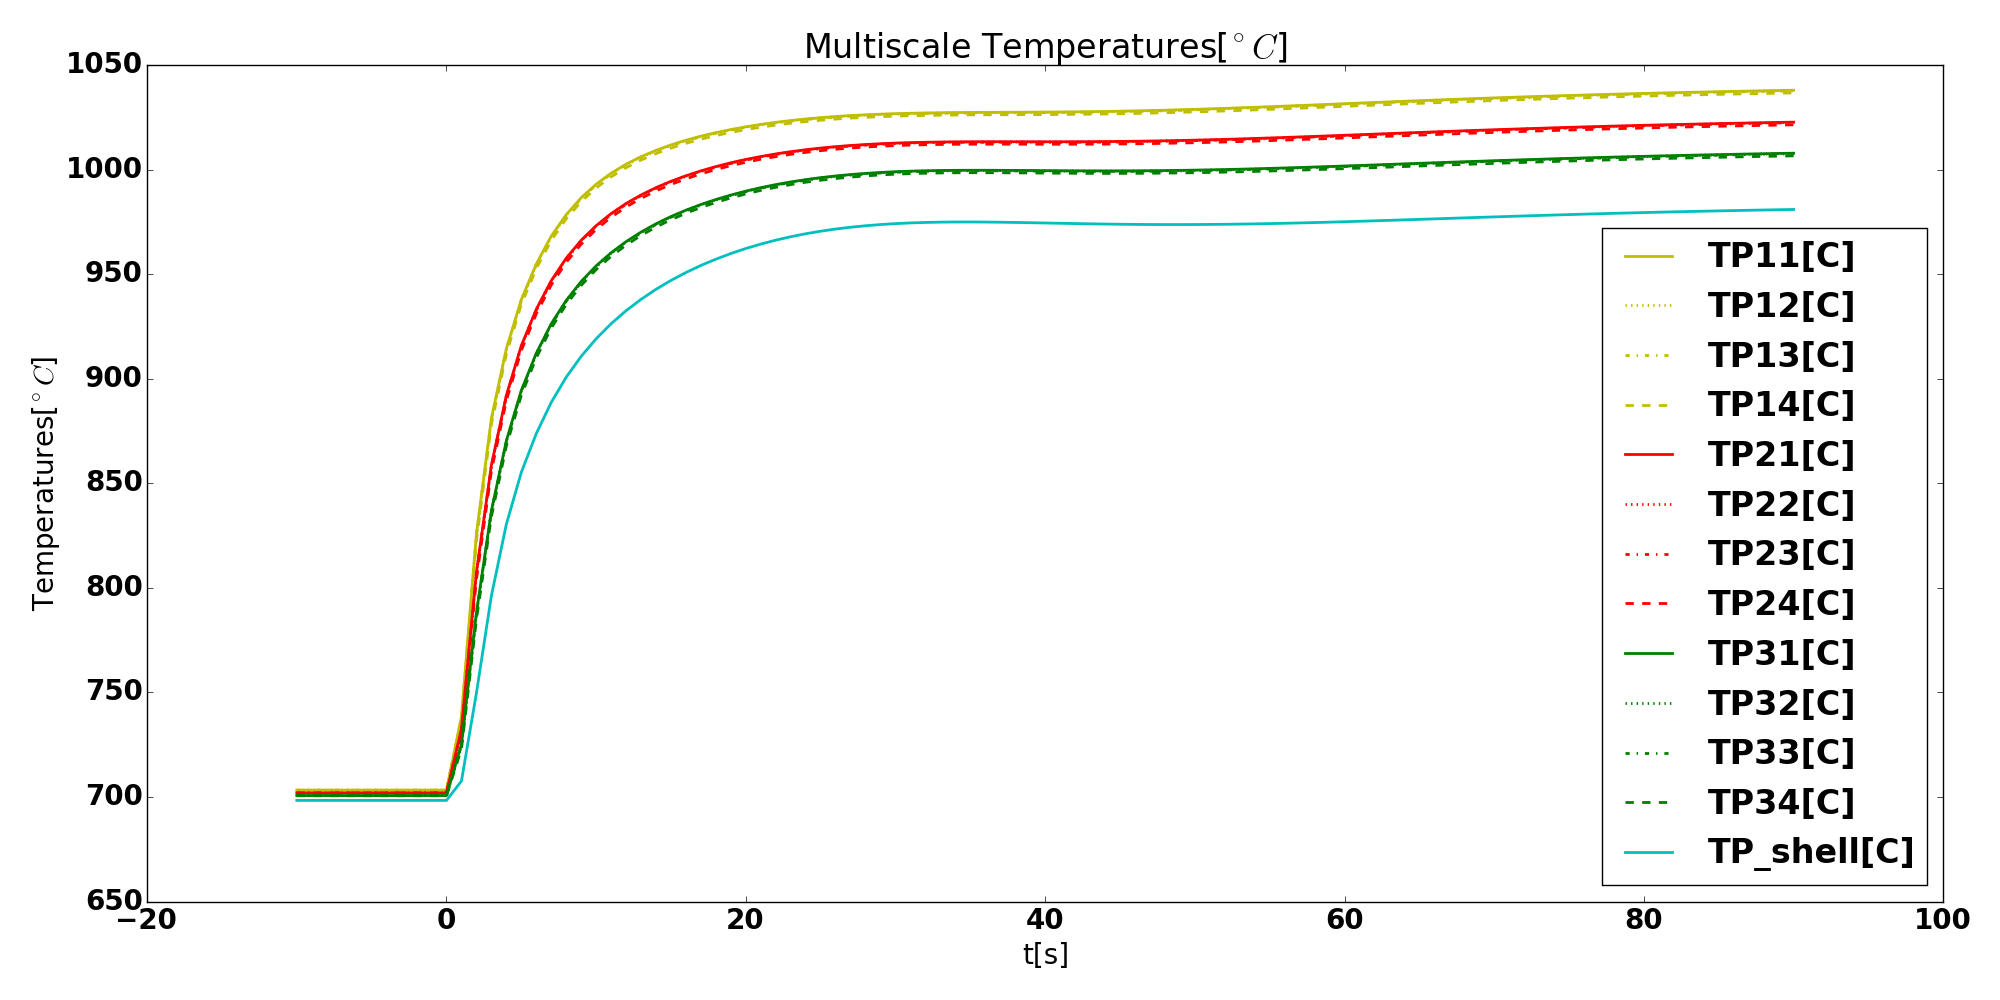 Multiscale Temperatures[°C]
Temperatures[°C]
1050
1000
950
900
850
800
750
700
650
−20 0 20 40 60 80 100
t[s]
TP11[C]
TP12[C]
TP13[C]
TP14[C]
TP21[C]
TP22[C]
TP23[C]
TP24[C]
TP31[C]
TP32[C]
TP33[C]
TP34[C]
TP_shell[C]